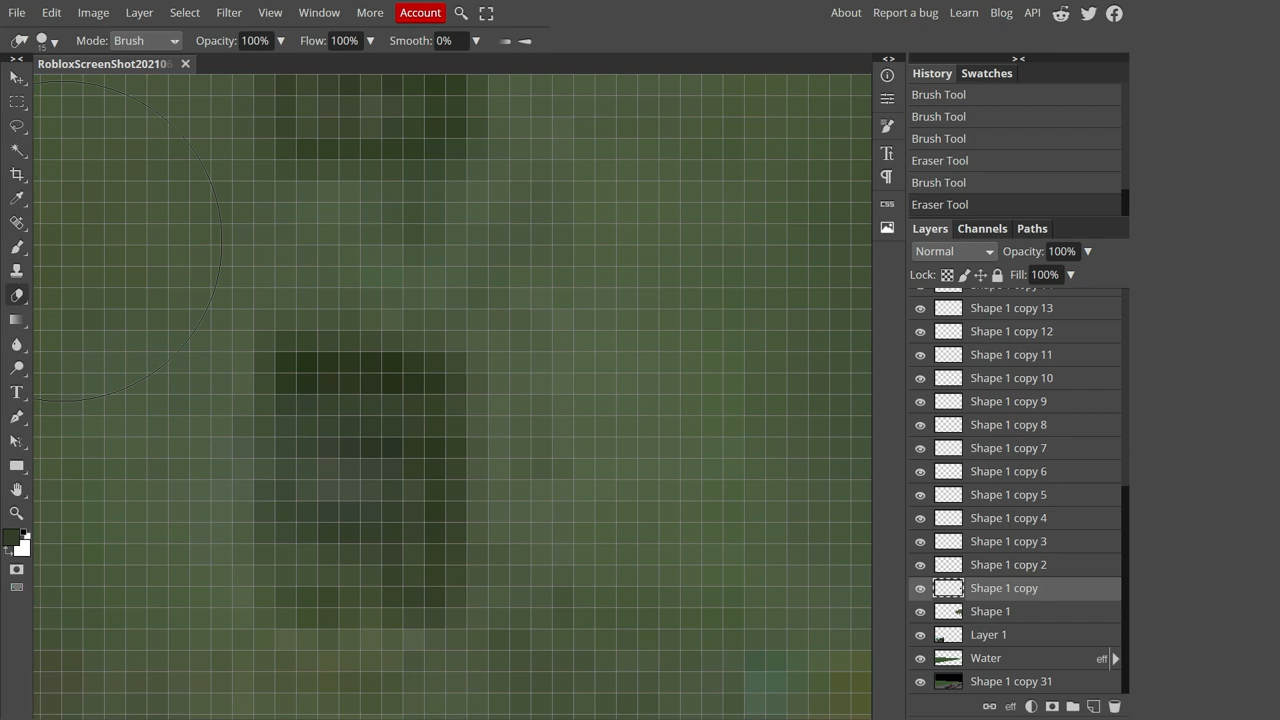 File Edit Image Layer Select Filter View Window More Account About Report a bug Learn Blog API
15 Mode: Brush Opacity: 100% Flow: 100% Smooth: 0%
RobloxScreenShot202106
History Swatches
Brush Tool
Brush Tool
Brush Tool
Eraser Tool
Brush Tool
Eraser Tool
CSS
Layers Channels Paths
Normal Opacity: 100%
Lock: Fill: 100%
Shape 1 copy 13
Shape 1 copy 12
Shape 1 copy 11
Shape 1 copy 10
Shape 1 copy 9
Shape 1 copy 8
Shape 1 copy 7
Shape 1 copy 6
Shape 1 copy 5
Shape 1 copy 4
Shape 1 copy 3
Shape 1 copy 2
Shape 1 copy
Shape 1
Layer 1
Water eff
Shape 1 copy 31
eff